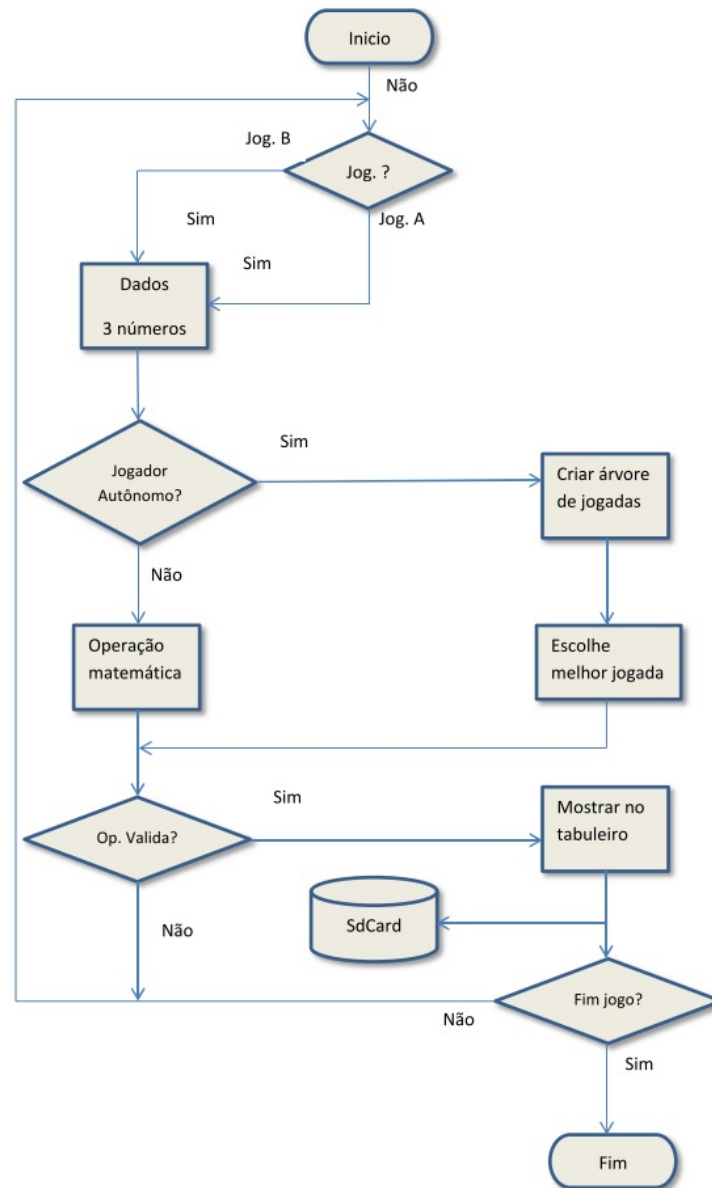 Inicio
Não
Jog. B
Jog. ?
Jog. A
Sim
Sim
Dados
3 números
Sim
Jogador
Autônomo?
Criar árvore
de jogadas
Não
Operação
matemática
Escolhe
melhor jogada
Sim
Mostrar no
tabuleiro
Op. Valida?
SdCard
Não
Fim jogo?
Não
Sim
Fim